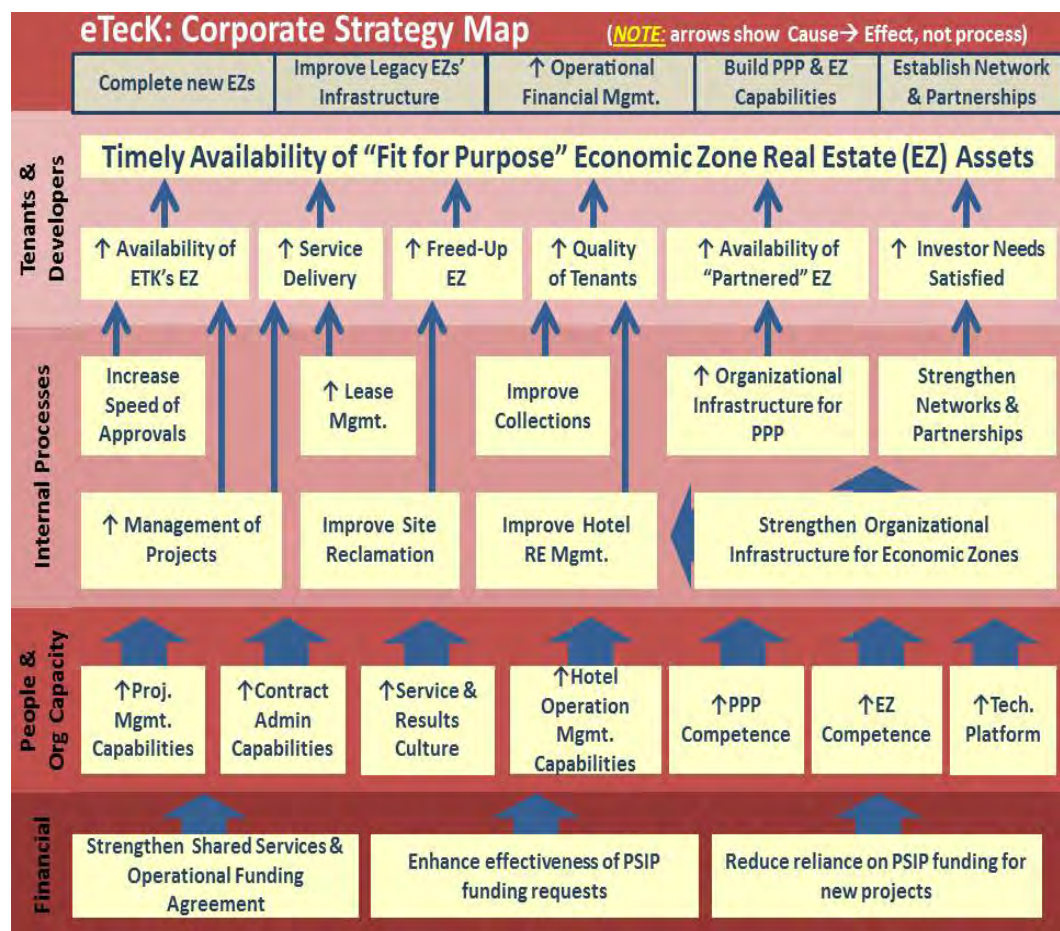 eTecK: Corporate Strategy Map
(NOTE: arrows show Cause→ Effect, not process)
Complete new EZs
Improve Legacy EZs'
Infrastructure
↑ Operational
Financial Mgmt.
Build PPP & EZ
Capabilities
Establish Network
& Partnerships
Tenants &
Developers
Timely Availability of "Fit for Purpose" Economic Zone Real Estate (EZ) Assets
↑ Availability of
ETK's EZ
↑ Service
Delivery
↑ Freed-Up
EZ
↑ Quality
of Tenants
↑ Availability of
"Partnered" EZ
↑ Investor Needs
Satisfied
Internal Processes
Increase
Speed of
Approvals
↑ Lease
Mgmt.
Improve
Collections
↑ Organizational
Infrastructure for
PPP
Strengthen
Networks &
Partnerships
↑ Management of
Projects
Improve Site
Reclamation
Improve Hotel
RE Mgmt.
Strengthen Organizational
Infrastructure for Economic Zones
People &
Org Capacity
↑Proj.
Mgmt.
Capabilities
↑Contract
Admin
Capabilities
↑Service &
Results
Culture
↑Hotel
Operation
Mgmt.
Capabilities
↑PPP
Competence
↑EZ
Competence
↑Tech.
Platform
Financial
Strengthen Shared Services &
Operational Funding
Agreement
Enhance effectiveness of PSIP
funding requests
Reduce reliance on PSIP funding for
new projects